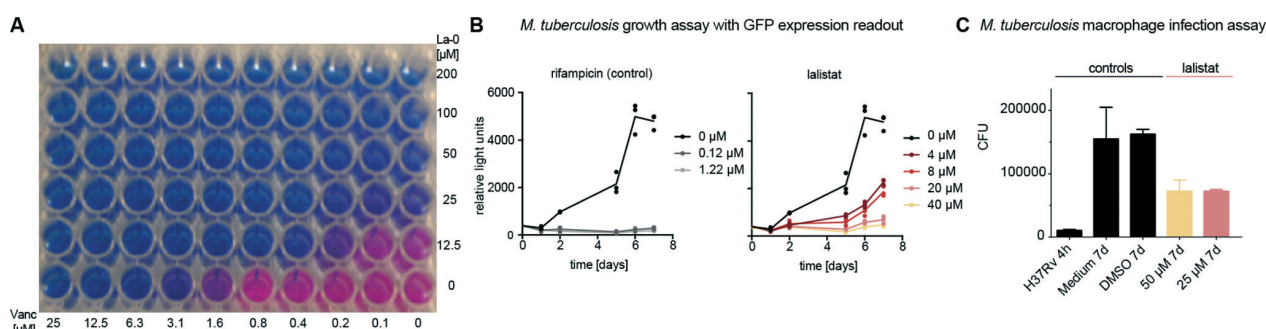 A
La-0
[µM]
200
100
50
25
12.5
0
Vanc
[µM]
25 12.5 6.3 3.1 1.6 0.8 0.4 0.2 0.1 0
B M. tuberculosis growth assay with GFP expression readout
rifampicin (control)
relative light units
6000
4000
2000
0
0 2 4 6 8
time [days]
0 µM
0.12 µM
1.22 µM
lalistat
0 2 4 6 8
time [days]
0 µM
4 µM
8 µM
20 µM
40 µM
C M. tuberculosis macrophage infection assay
controls lalistat
CFU
200000
100000
0
H37Rv 4h
Medium 7d
DMSO 7d
50 µM 7d
25 µM 7d